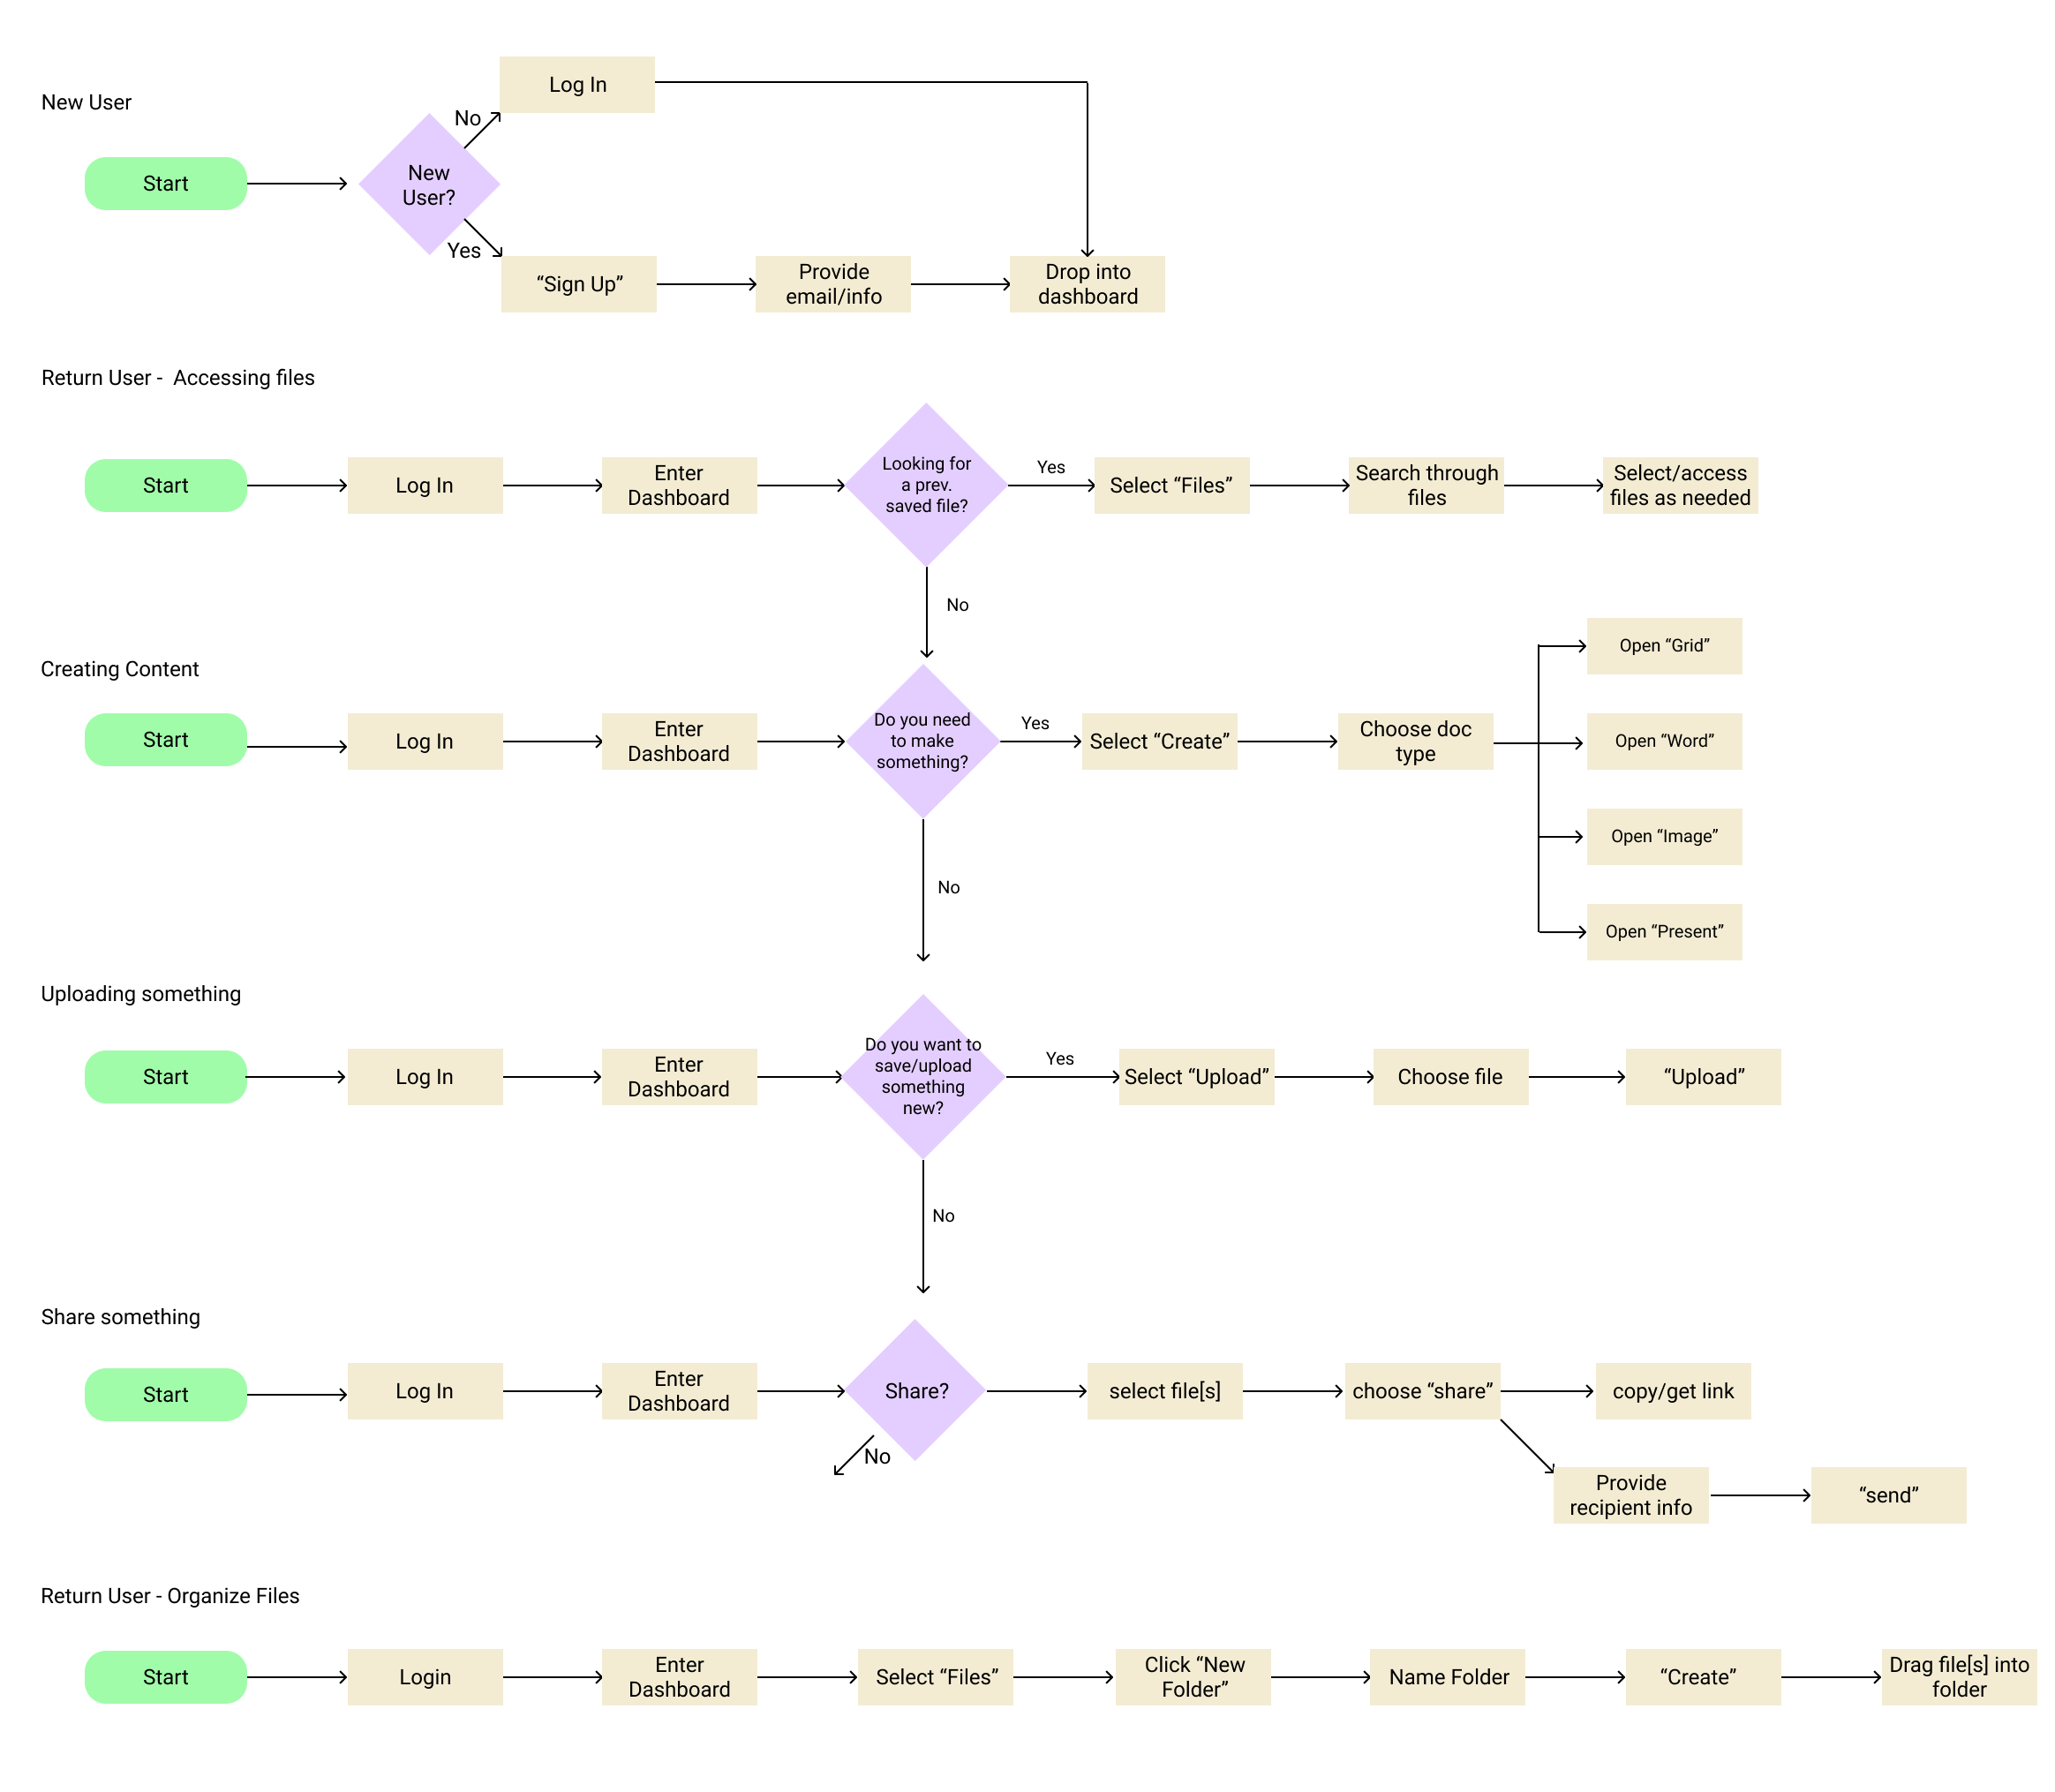 New User
Log In
No
Start
New
User?
Yes
“Sign Up”
Provide
email/info
Drop into
dashboard
Return User -  Accessing files
Start
Log In
Enter
Dashboard
Looking for
a prev.
saved file?
Yes
Select “Files”
Search through
files
Select/access
files as needed
No
Creating Content
Start
Log In
Enter
Dashboard
Do you need
to make
something?
Yes
Select “Create”
Choose doc
type
Open “Grid”
Open “Word”
Open “Image”
Open “Present”
No
Uploading something
Start
Log In
Enter
Dashboard
Do you want to
save/upload
something
new?
Yes
Select “Upload”
Choose file
“Upload”
No
Share something
Start
Log In
Enter
Dashboard
Share?
No
select file[s]
choose “share”
copy/get link
Provide
recipient info
“send”
Return User - Organize Files
Start
Login
Enter
Dashboard
Select “Files”
Click “New
Folder”
Name Folder
“Create”
Drag file[s] into
folder